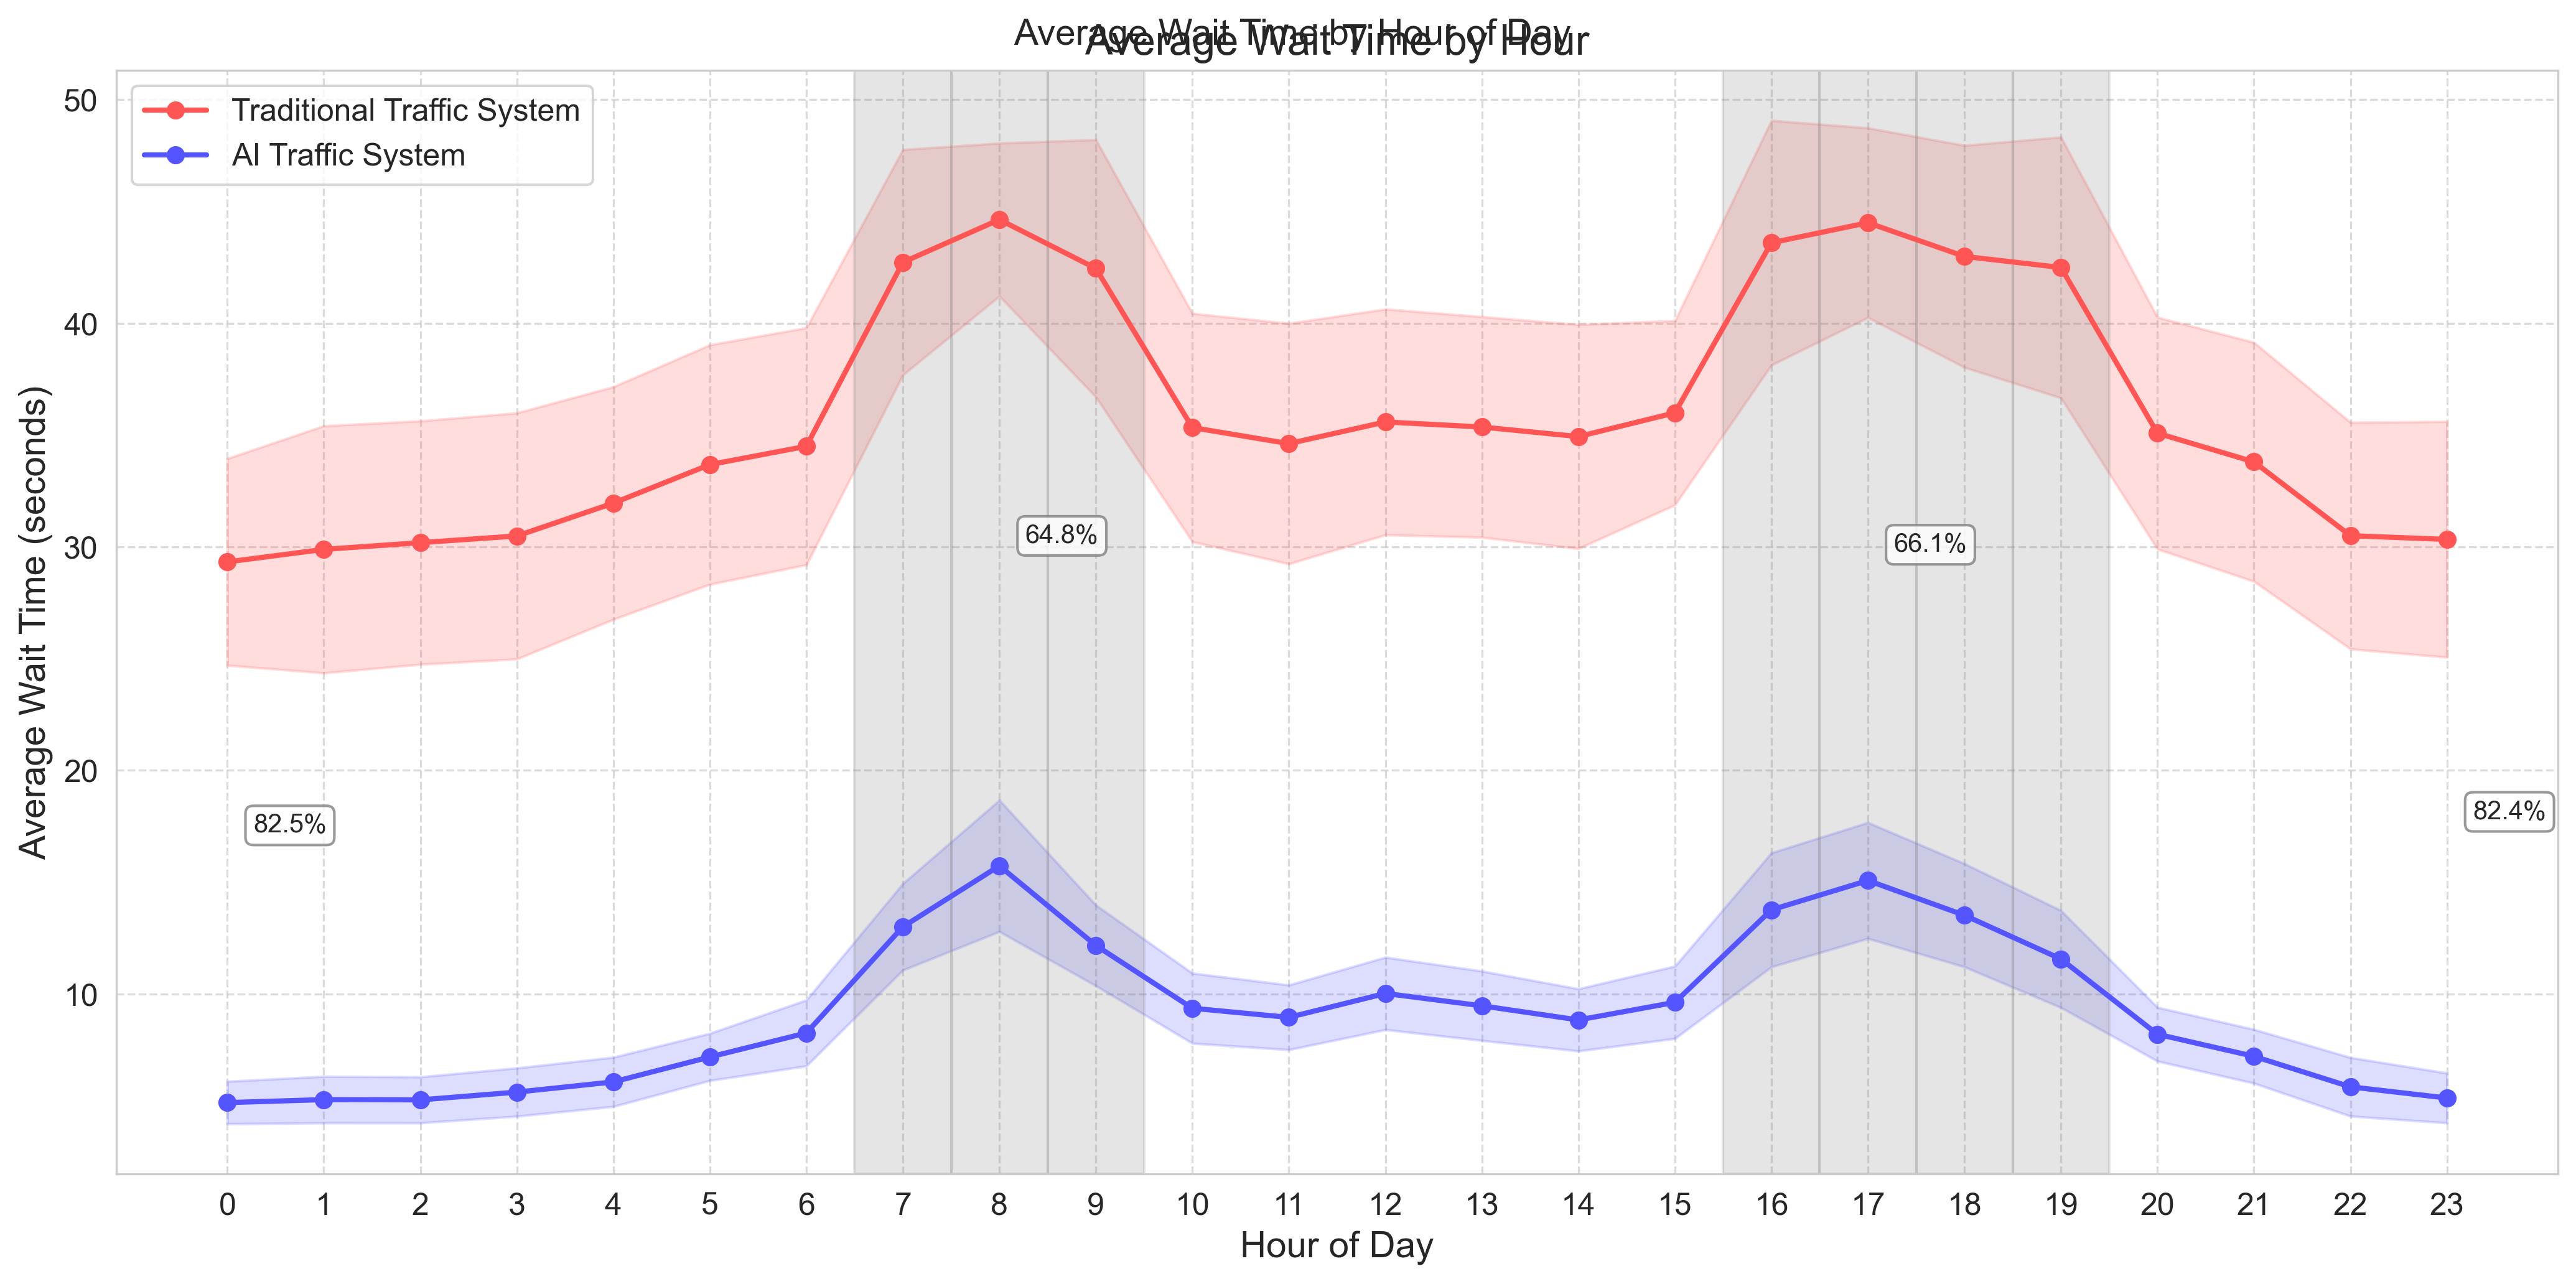 Average Wait Time by Hour of Day
Average Wait Time by Hour
Traditional Traffic System
AI Traffic System
Average Wait Time (seconds)
50
40
30
20
10
82.5%
64.8%
66.1%
82.4%
0 1 2 3 4 5 6 7 8 9 10 11 12 13 14 15 16 17 18 19 20 21 22 23
Hour of Day